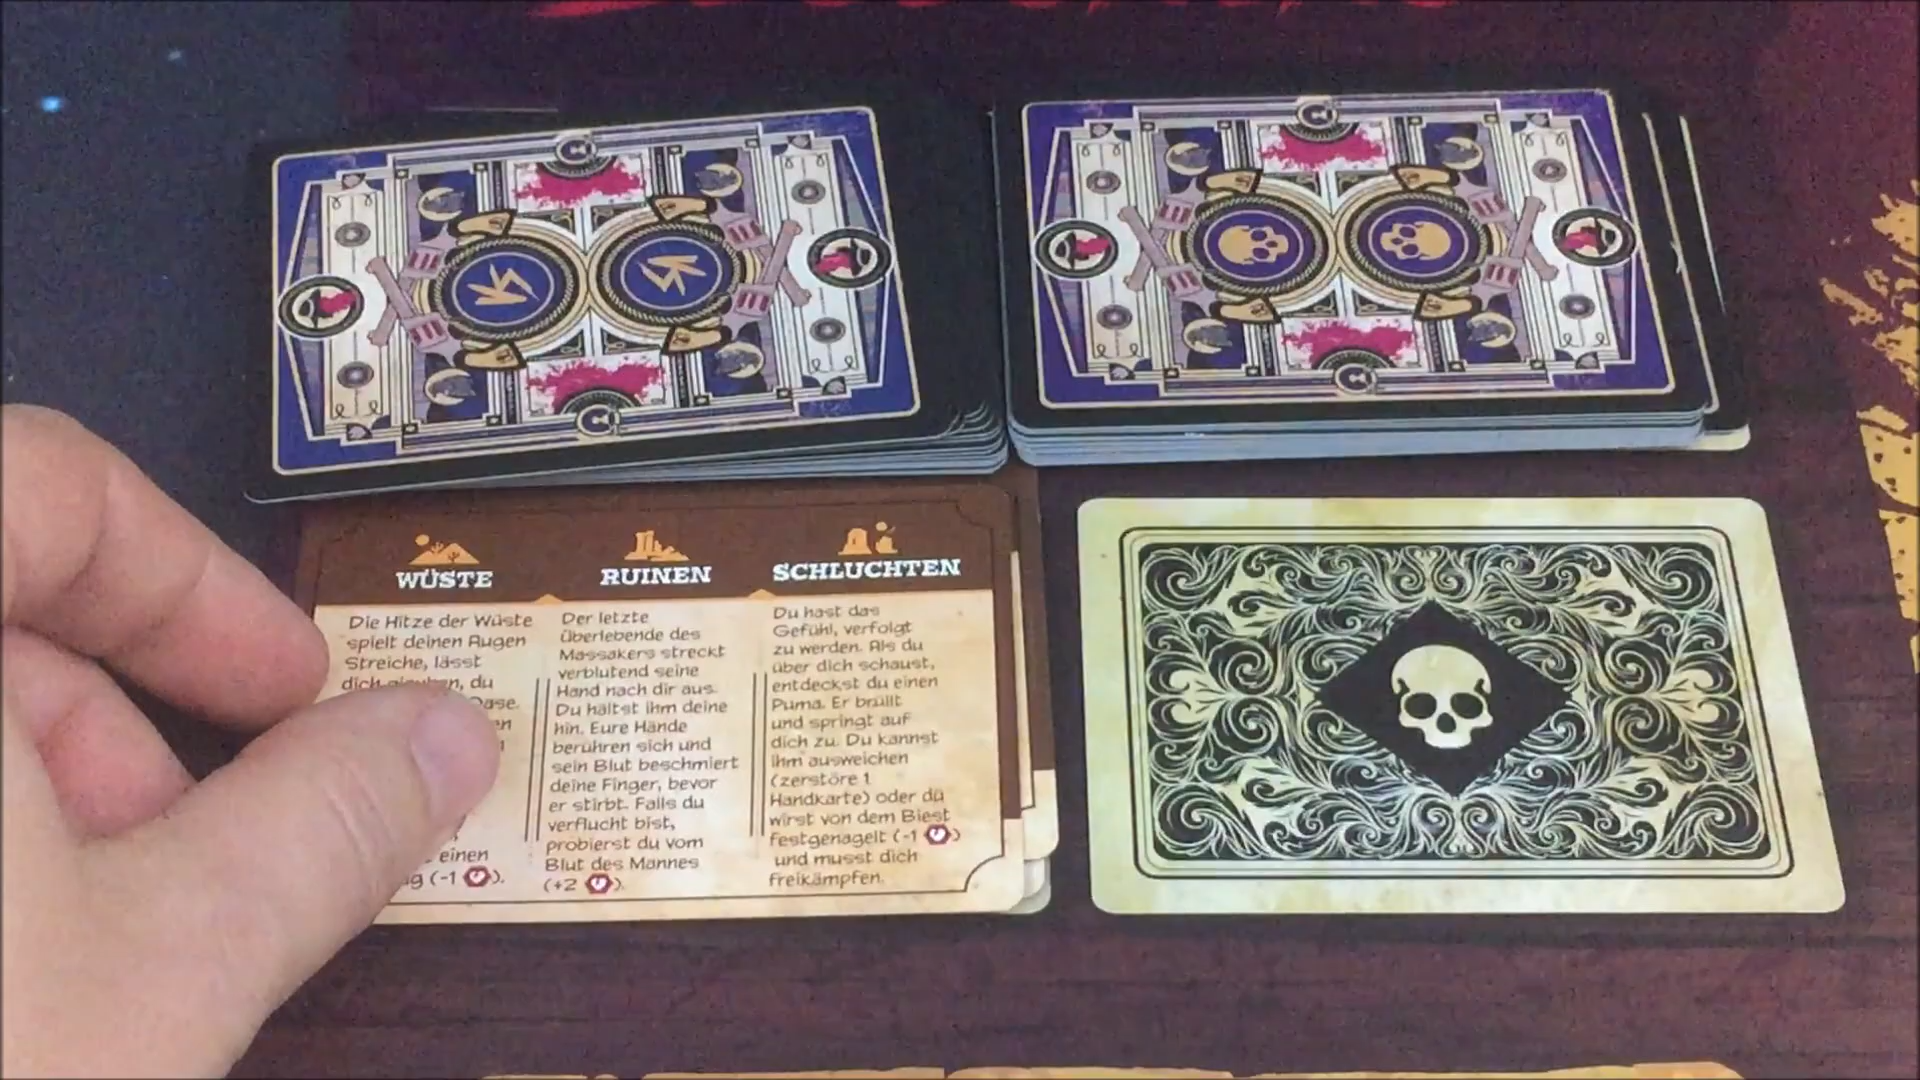 WÜSTE
Die Hitze der Wüste
spielt deinen Augen
Streiche, lässt
du
einen
(-1 ).
RUINEN
Der letzte
Überlebende des
Massakers streckt
verblutend seine
Hand nach dir aus.
Du hältst ihm deine
hin. Eure Hände
berühren sich und
sein Blut beschmiert
deine Finger, bevor
er stirbt. Falls du
verflucht bist,
probierst du vom
Blut des Mannes
(+2 ).
SCHLUCHTEN
Du hast das
Gefühl, verfolgt
zu werden. Als du
über dich schaust,
entdeckst du einen
Puma. Er brüllt
und springt auf
dich zu. Du kannst
ihm ausweichen
(zerstöre 1
Handkarte) oder du
wirst von dem Biest
festgenagelt (-1 )
und musst dich
freikämpfen.